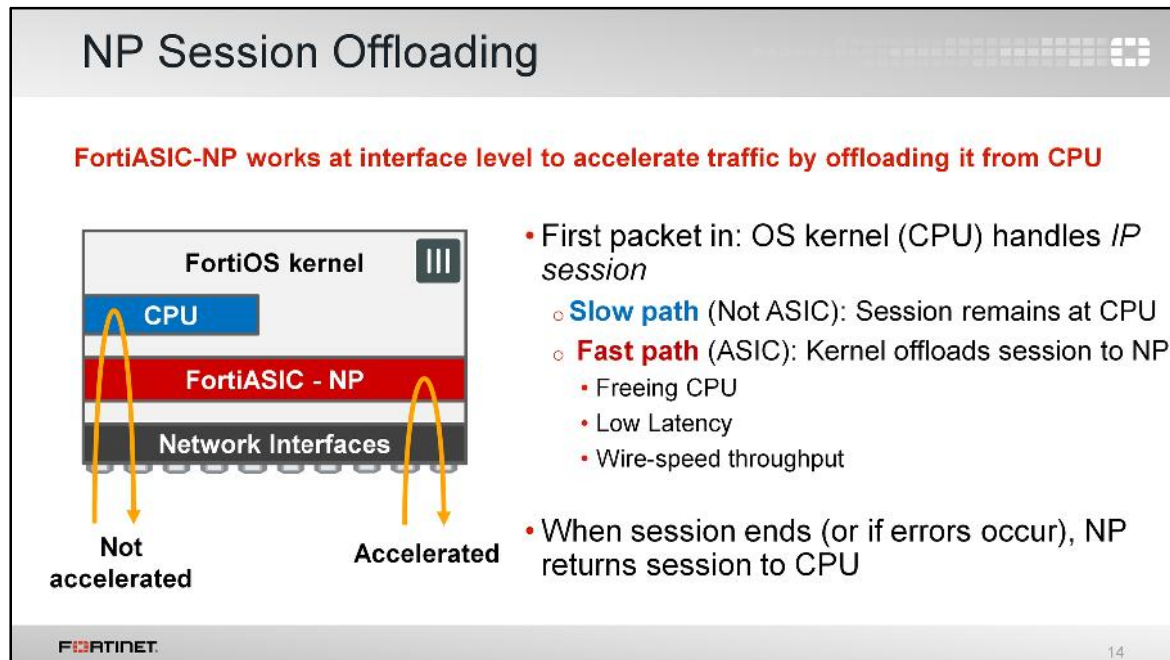 NP Session Offloading
FortiASIC-NP works at interface level to accelerate traffic by offloading it from CPU
FortiOS kernel
CPU
FortiASIC - NP
Network Interfaces
Not
accelerated
Accelerated
• First packet in: OS kernel (CPU) handles IP
session
○ Slow path (Not ASIC): Session remains at CPU
○ Fast path (ASIC): Kernel offloads session to NP
• Freeing CPU
• Low Latency
• Wire-speed throughput
• When session ends (or if errors occur), NP
returns session to CPU
FORTINET.
14